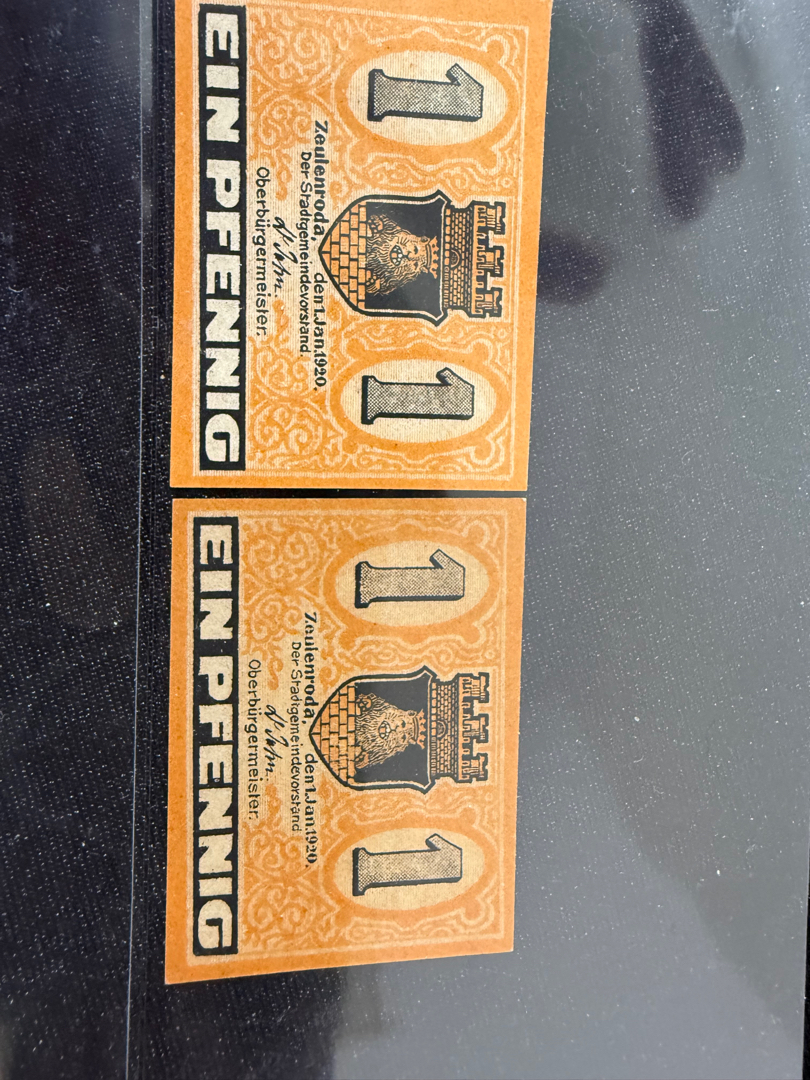 1 1
Zeulenroda, den 1. Jan. 1920.
Der Stadtgemeindevorstand
Oberbürgermeister.
EIN PFENNIG
1 1
Zeulenroda, den 1. Jan. 1920.
Der Stadtgemeindevorstand
Oberbürgermeister.
EIN PFENNIG